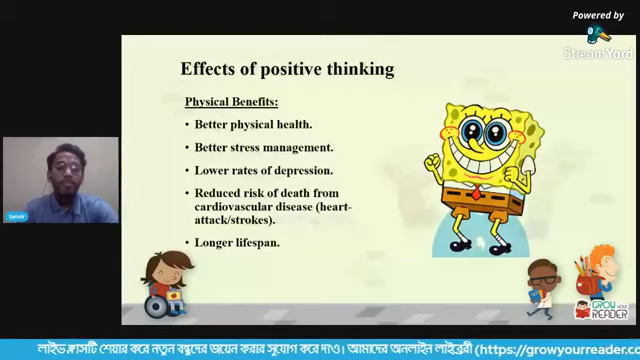 Powered by
StreamYard
Effects of positive thinking
Physical Benefits:
• Better physical health.
• Better stress management.
• Lower rates of depression.
• Reduced risk of death from
cardiovascular disease (heart-
attack/strokes).
• Longer lifespan.
tanvir
GROW YOUR
READER
লাইভ ক্লাসটি শেয়ার করে নতুন বন্ধুদের জয়েন করার সুযোগ করে দাও। আমাদের অনলাইন লাইব্রেরী (https://growyourreader.co